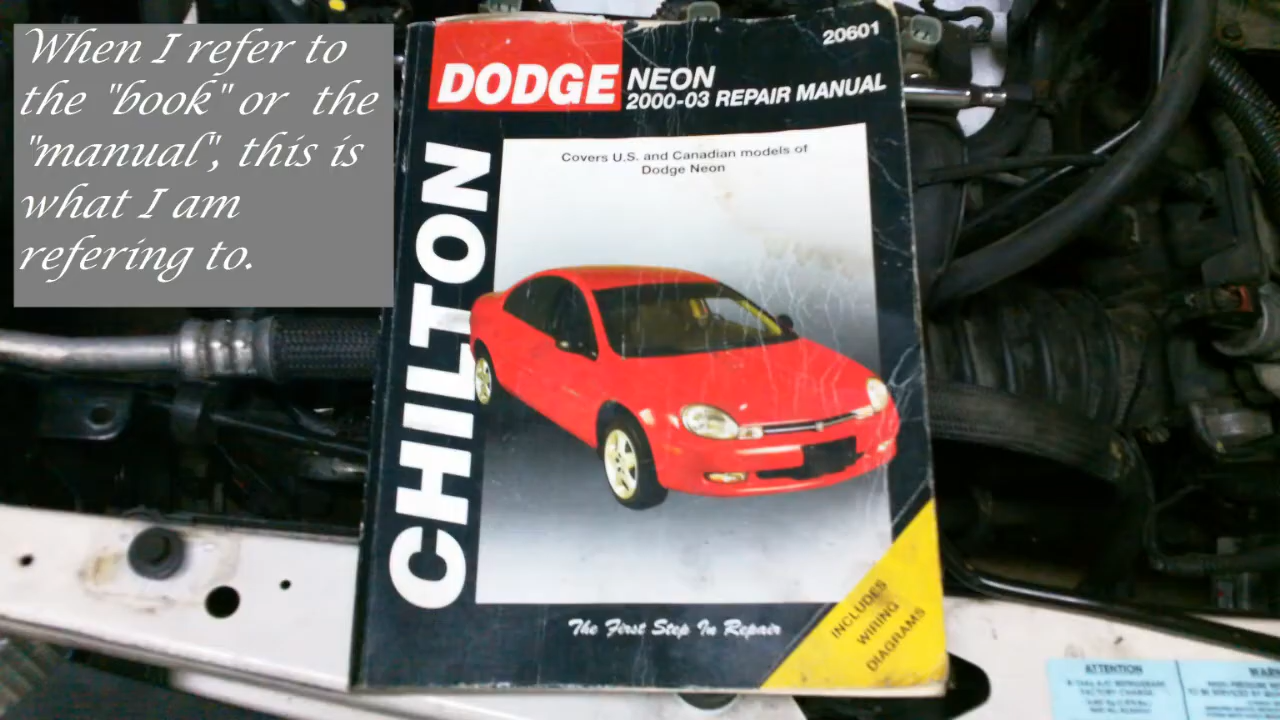 When I refer to
the "book" or the
"manual", this is
what I am
refering to.
20601
DODGE NEON
2000-03 REPAIR MANUAL
Covers U.S. and Canadian models of
Dodge Neon
CHILTON
The First Step In Repair
INCLUDES
WIRING
DIAGRAMS
ATTENTION
FACTORY CHARGE